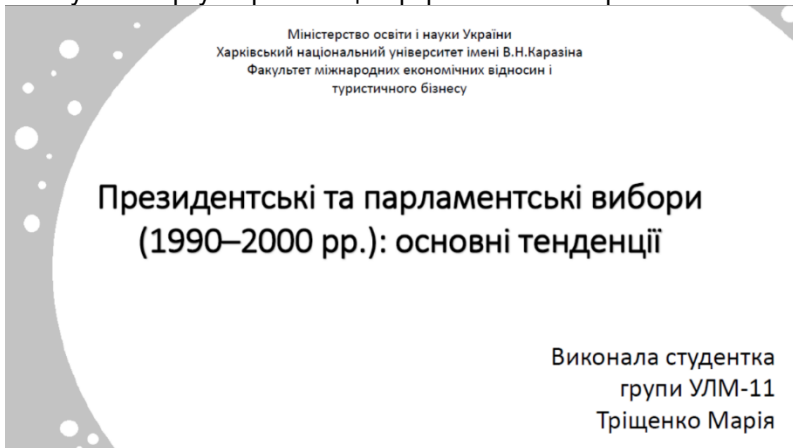 Міністерство освіти і науки України
Харківський національний університет імені В.Н.Каразіна
Факультет міжнародних економічних відносин і
туристичного бізнесу
Президентські та парламентські вибори
(1990–2000 рр.): основні тенденції
Виконала студентка
групи УЛМ-11
Тріщенко Марія